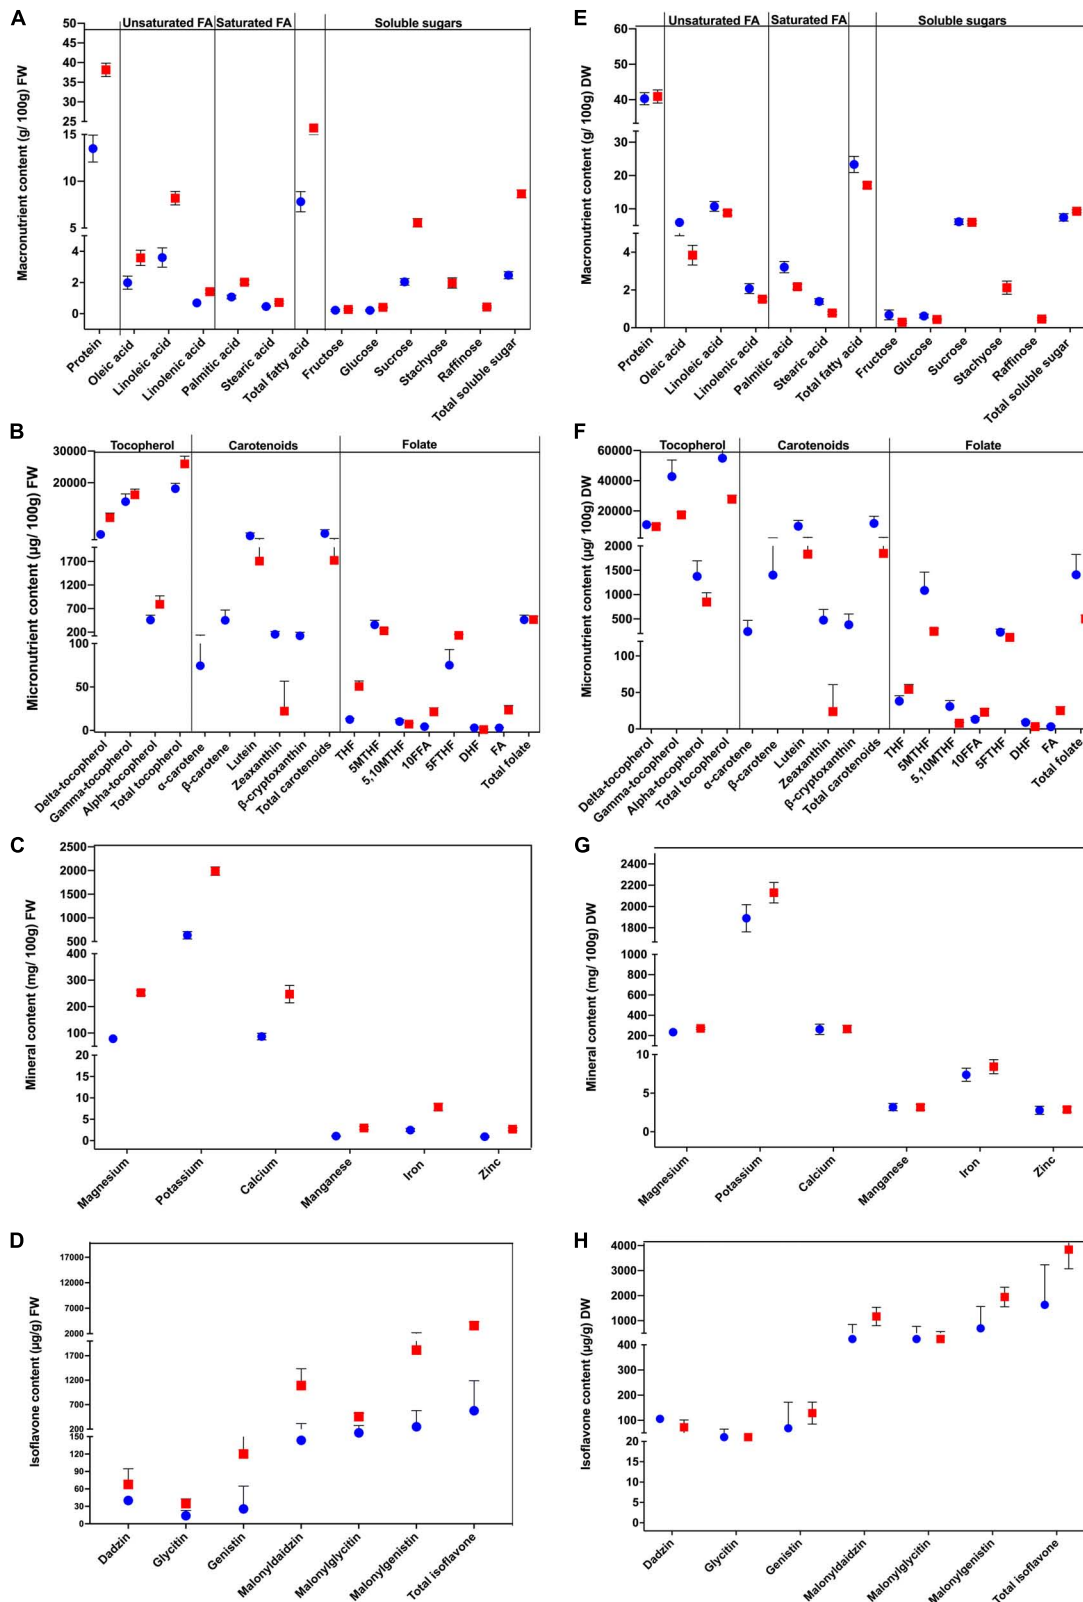 A
Unsaturated FA
Saturated FA
Soluble sugars
Macronutrient content (g/ 100g) FW
50
45
40
35
30
25
20
15
15
10
5
4
2
0
Protein
Oleic acid
Linoleic acid
Linolenic acid
Palmitic acid
Stearic acid
Total fatty acid
Fructose
Glucose
Sucrose
Stachyose
Raffinose
Total soluble sugar
E
Unsaturated FA
Saturated FA
Soluble sugars
Macronutrient content (g/ 100g) DW
60
40
20
10
4
2
0
Protein
Oleic acid
Linoleic acid
Linolenic acid
Palmitic acid
Stearic acid
Total fatty acid
Fructose
Glucose
Sucrose
Stachyose
Raffinose
Total soluble sugar
B
Tocopherol
Carotenoids
Folate
Micronutrient content (µg/ 100g) FW
30000
20000
1700
1200
700
200
100
50
0
Delta-tocopherol
Gamma-tocopherol
Alpha-tocopherol
Total tocopherol
α-carotene
β-carotene
Lutein
Zeaxanthin
β-cryptoxanthin
Total carotenoids
THF
5MTHF
5,10MTHF
10FFA
5FTHF
DHF
FA
Total folate
F
Tocopherol
Carotenoids
Folate
Micronutrient content (µg/ 100g) DW
60000
40000
20000
2000
1500
1000
500
100
50
0
Delta-tocopherol
Gamma-tocopherol
Alpha-tocopherol
Total tocopherol
α-carotene
β-carotene
Lutein
Zeaxanthin
β-cryptoxanthin
Total carotenoids
THF
5MTHF
5,10MTHF
10FFA
5FTHF
DHF
FA
Total folate
C
Mineral content (mg/ 100g) FW
2500
2000
1500
1000
500
400
300
200
100
20
15
10
5
0
Magnesium
Potassium
Calcium
Manganese
Iron
Zinc
G
Mineral content (mg/ 100g) DW
2400
2200
2000
1800
1000
800
600
400
200
10
5
0
Magnesium
Potassium
Calcium
Manganese
Iron
Zinc
D
Isoflavone content (µg/g) FW
17000
12000
7000
2000
1700
1200
700
200
150
90
60
30
0
Dadzin
Glycitin
Genistin
Malonyldaidzin
Malonylglycitin
Malonylgenistin
Total isoflavone
H
Isoflavone content (µg/g) DW
4000
3000
2000
1000
400
300
200
100
20
15
10
5
0
Dadzin
Glycitin
Genistin
Malonyldaidzin
Malonylglycitin
Malonylgenistin
Total isoflavone